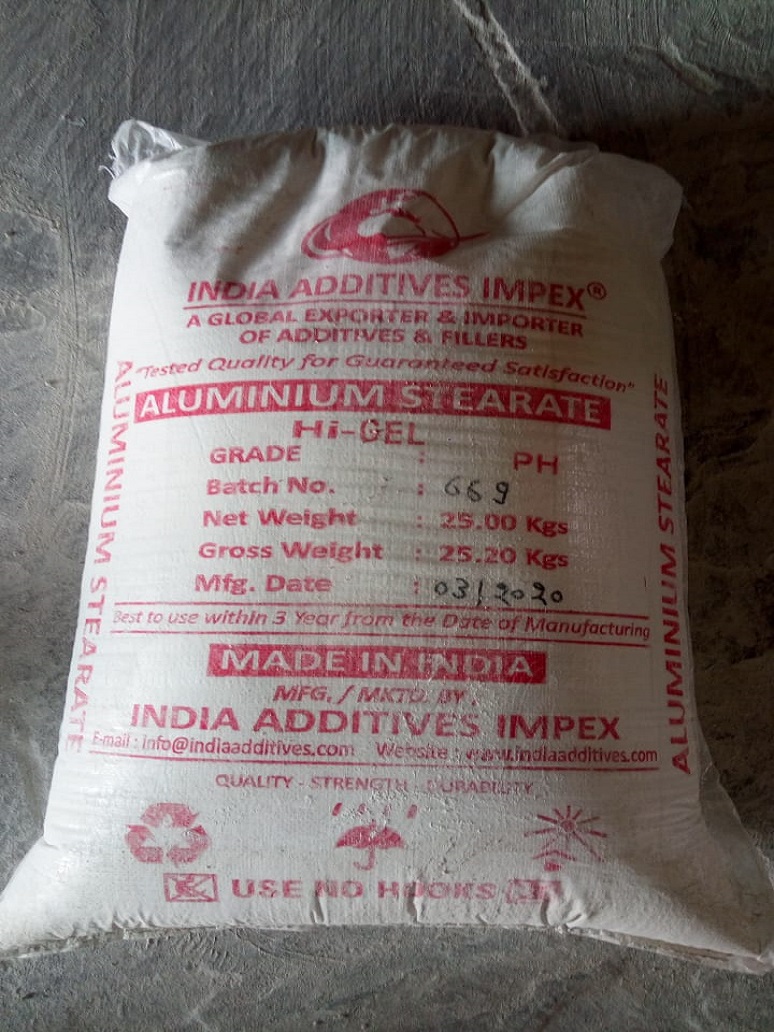 INDIA ADDITIVES IMPEX®
A GLOBAL EXPORTER & IMPORTER
OF ADDITIVES & FILLERS
"Tested Quality for Guaranteed Satisfaction"
ALUMINIUM STEARATE
Hi-GEL
GRADE : PH
Batch No. : 669
Net Weight : 25.00 Kgs
Gross Weight : 25.20 Kgs
Mfg. Date : 03/2020
Best to use within 3 Year from the Date of Manufacturing
MADE IN INDIA
MFG. / MKTD. BY.
INDIA ADDITIVES IMPEX
E-mail : info@indiaadditives.com Website : www.indiaadditives.com
QUALITY - STRENGTH - DURABILITY
USE NO HOOKS
ALUMINIUM STEARATE
ALUMINIUM STEARATE